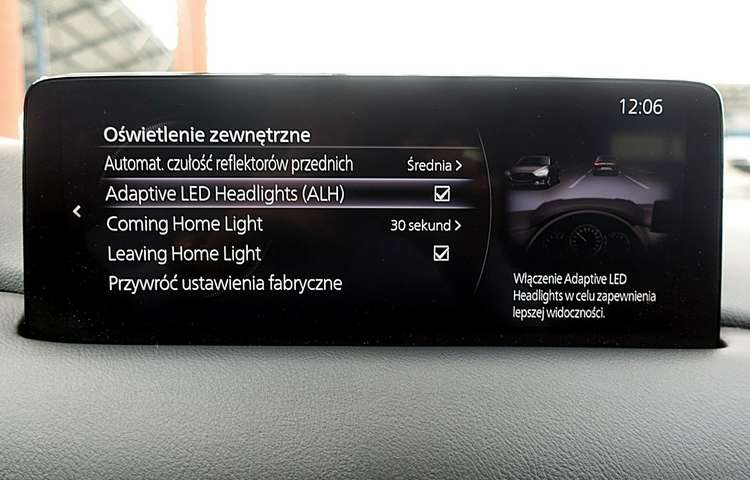 12:06
Oświetlenie zewnętrzne
Automat. czułość reflektorów przednich Średnia >
Adaptive LED Headlights (ALH)
Coming Home Light 30 sekund >
Leaving Home Light
Przywróć ustawienia fabryczne
Włączenie Adaptive LED
Headlights w celu zapewnienia
lepszej widoczności.